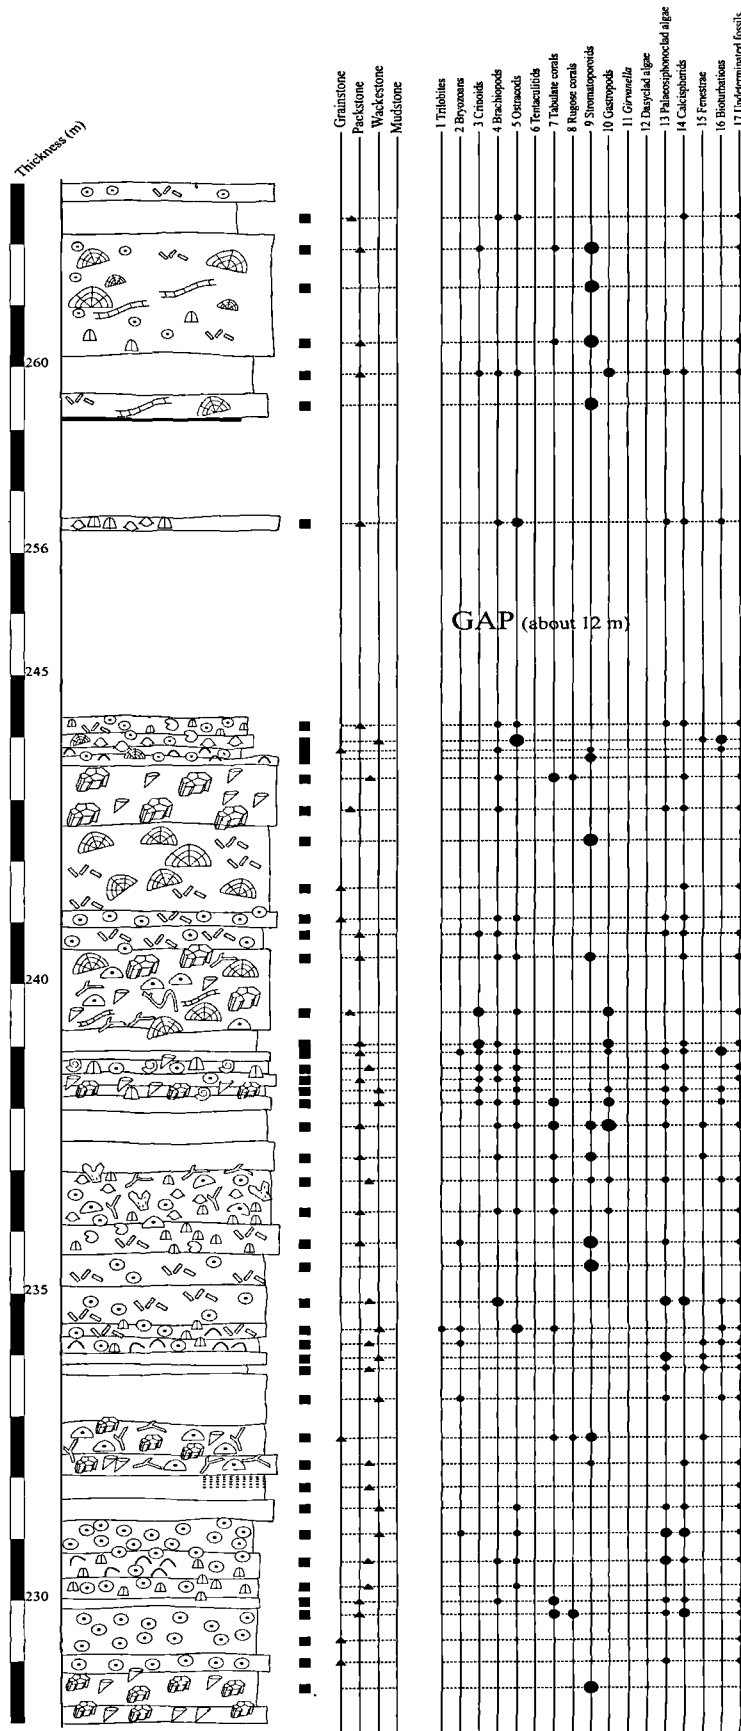 Thickness (m)
Grainstone
Packstone
Wackestone
Mudstone
1 Trilobites
2 Bryozoans
3 Crinoids
4 Brachiopods
5 Ostracods
6 Tentaculitids
7 Tabulate corals
8 Rugose corals
9 Stromatoporoids
10 Gastropods
11 Girvanella
12 Dasyclad algae
13 Paleosiphonoclad algae
14 Calcispherids
15 Fenestrae
16 Bioturbations
17 Undeterminated fossils
260
256
GAP (about 12 m)
245
240
235
230